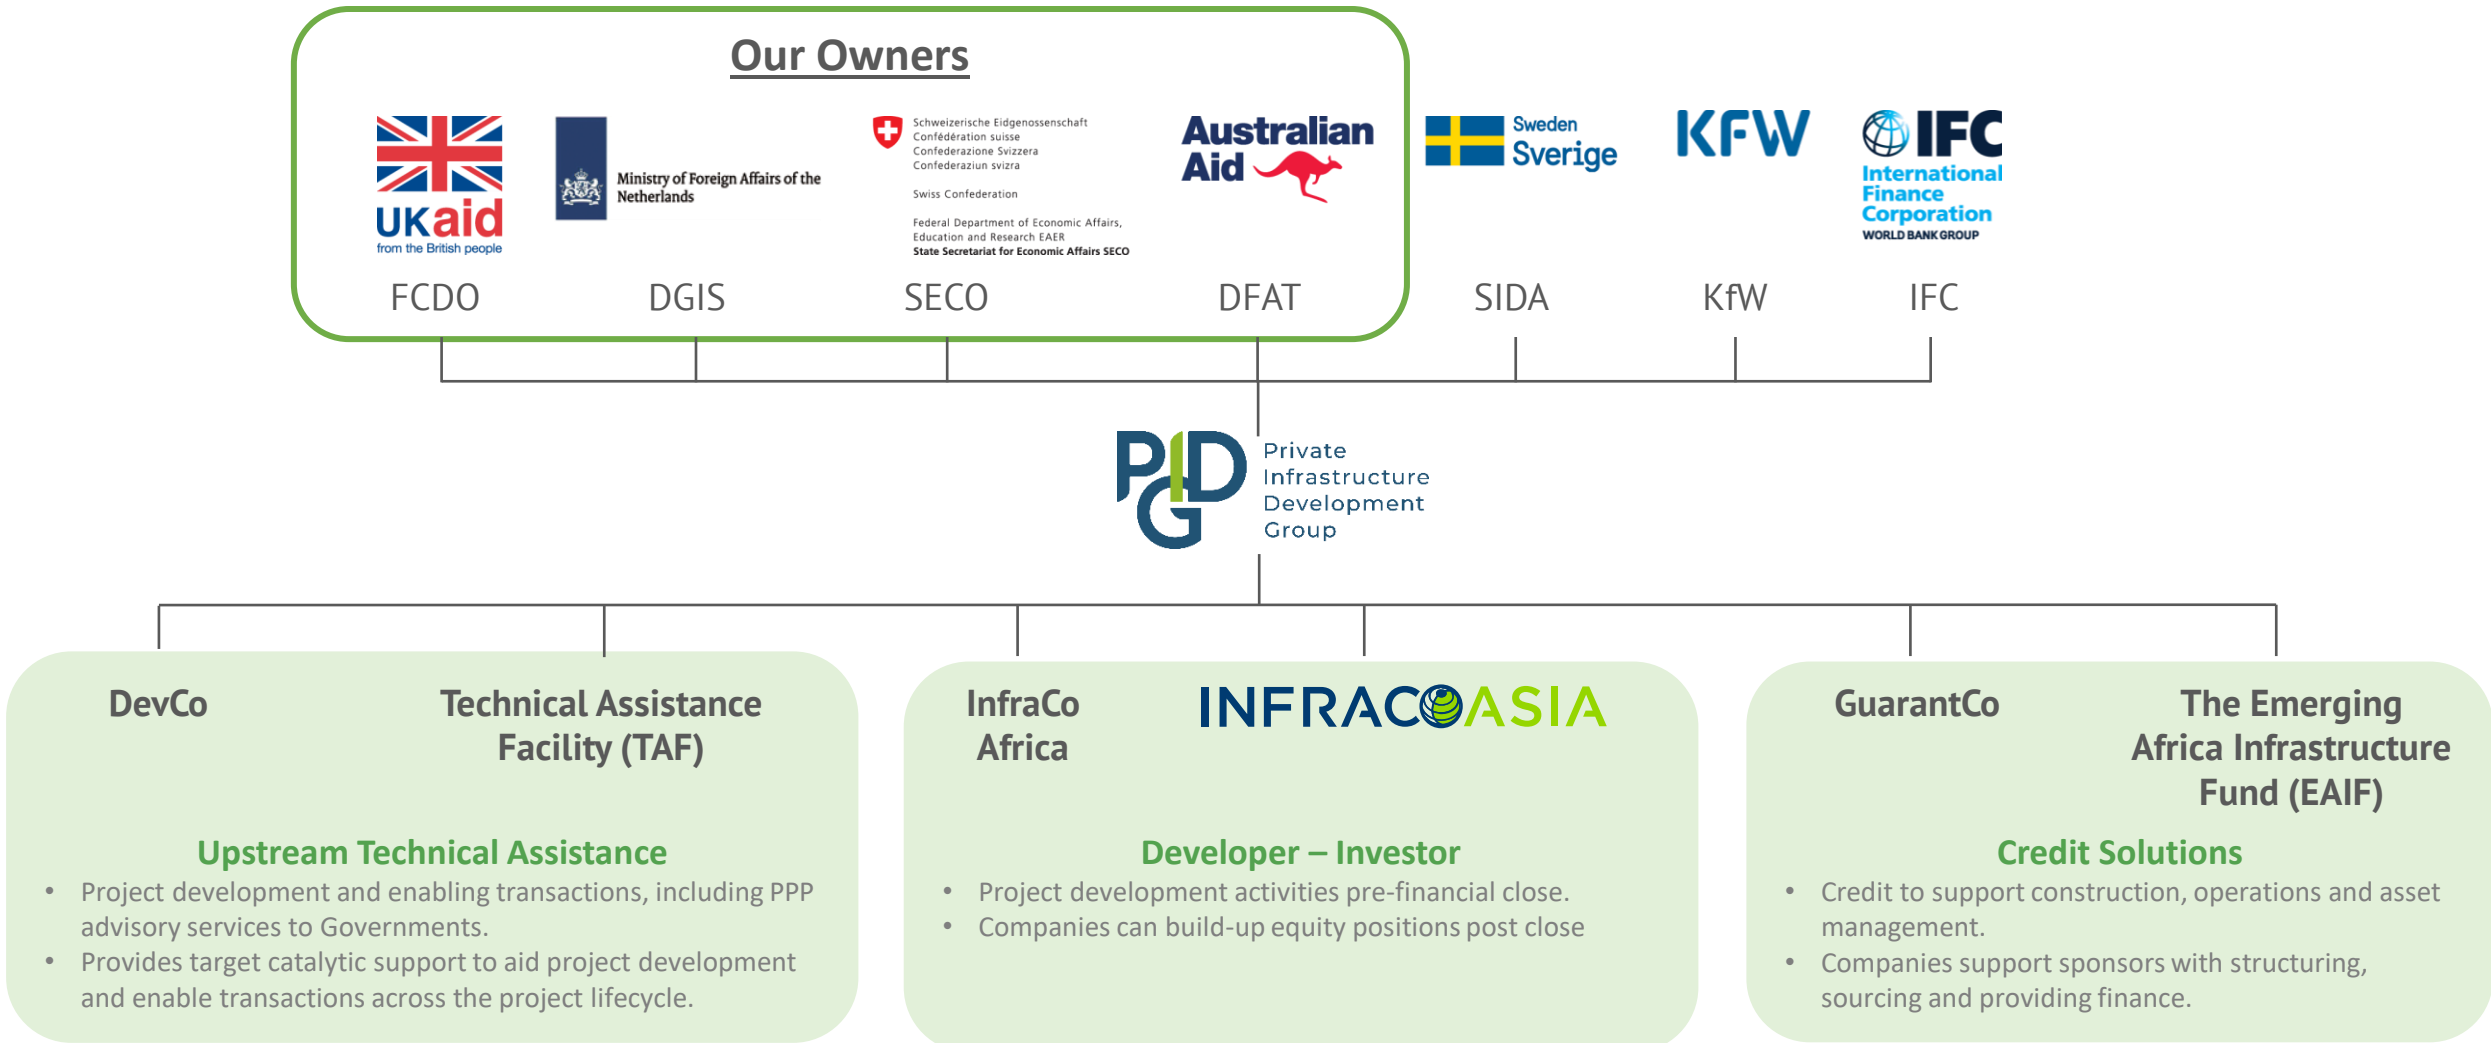 Our Owners
UKaid
from the British people
Ministry of Foreign Affairs of the
Netherlands
Schweizerische Eidgenossenschaft
Confédération suisse
Confederazione Svizzera
Confederaziun svizra
Swiss Confederation
Federal Department of Economic Affairs,
Education and Research EAER
State Secretariat for Economic Affairs SECO
Australian
Aid
Sweden
Sverige
KFW
IFC
International
Finance
Corporation
WORLD BANK GROUP
FCDO
DGIS
SECO
DFAT
SIDA
KfW
IFC
PIDG
Private
Infrastructure
Development
Group
DevCo
Technical Assistance
Facility (TAF)
Upstream Technical Assistance
• Project development and enabling transactions, including PPP
advisory services to Governments.
• Provides target catalytic support to aid project development
and enable transactions across the project lifecycle.
InfraCo
Africa
INFRACOASIA
Developer – Investor
• Project development activities pre-financial close.
• Companies can build-up equity positions post close
GuarantCo
The Emerging
Africa Infrastructure
Fund (EAIF)
Credit Solutions
• Credit to support construction, operations and asset
management.
• Companies support sponsors with structuring,
sourcing and providing finance.